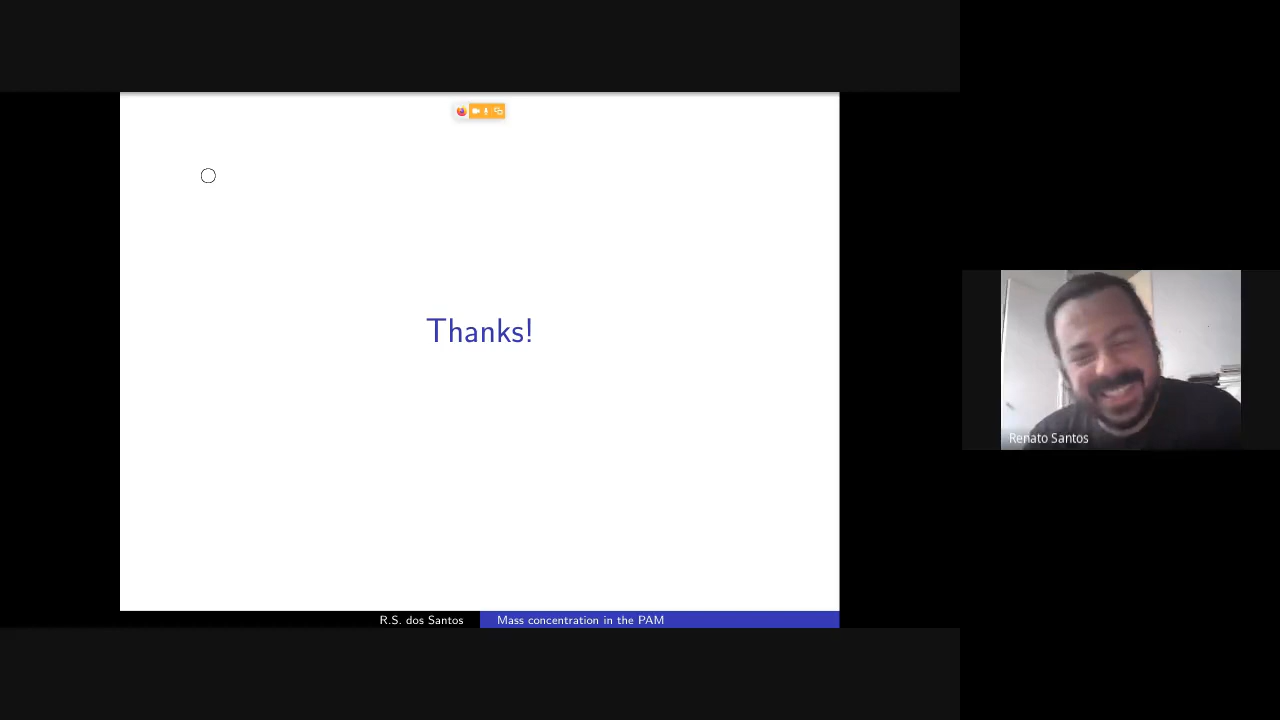 Thanks!
Renato Santos
R.S. dos Santos
Mass concentration in the PAM